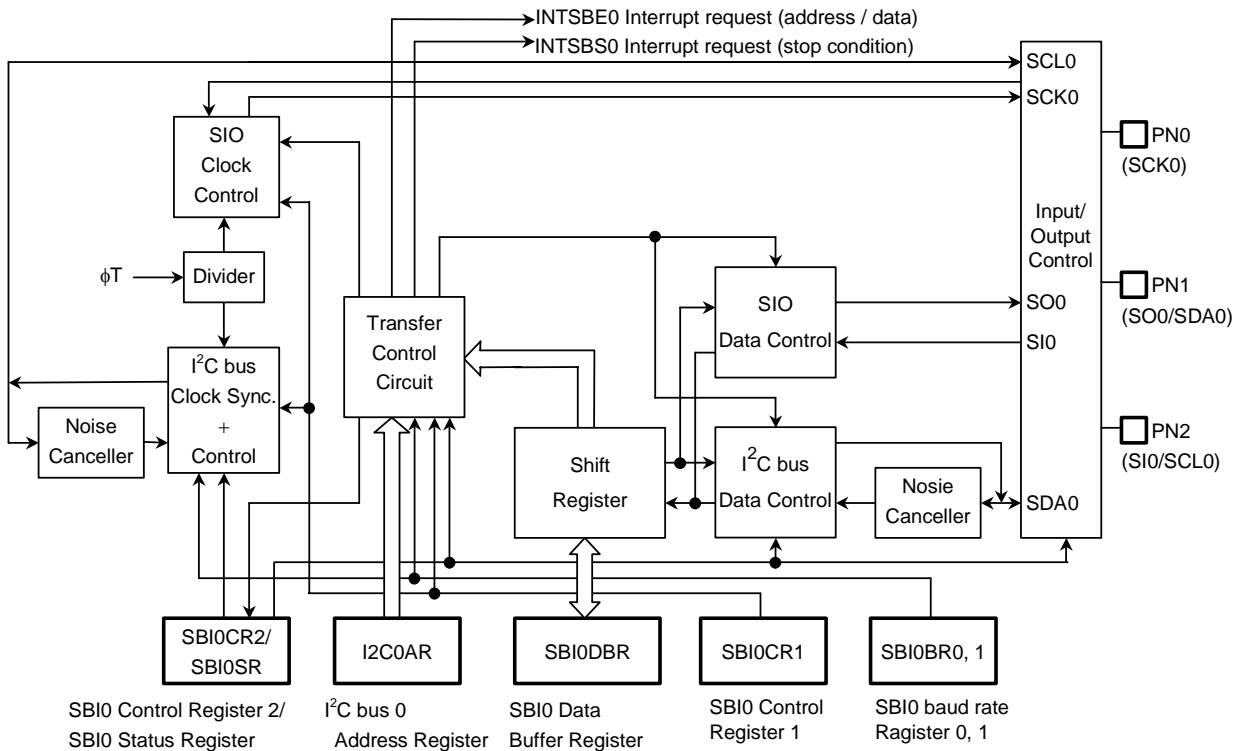 INTSBE0 Interrupt request (address / data)
INTSBS0 Interrupt request (stop condition)
SCL0
SCK0
SIO
Clock
Control
PN0
(SCK0)
Input/
Output
Control
ϕT
Divider
Transfer
Control
Circuit
SIO
Data Control
SO0
SI0
PN1
(SO0/SDA0)
I²C bus
Clock Sync.
+
Control
Noise
Canceller
Shift
Register
I²C bus
Data Control
Nosie
Canceller
SDA0
PN2
(SI0/SCL0)
SBI0CR2/
SBI0SR
I2C0AR
SBI0DBR
SBI0CR1
SBI0BR0, 1
SBI0 Control Register 2/
SBI0 Status Register
I²C bus 0
Address Register
SBI0 Data
Buffer Register
SBI0 Control
Register 1
SBI0 baud rate
Ragister 0, 1